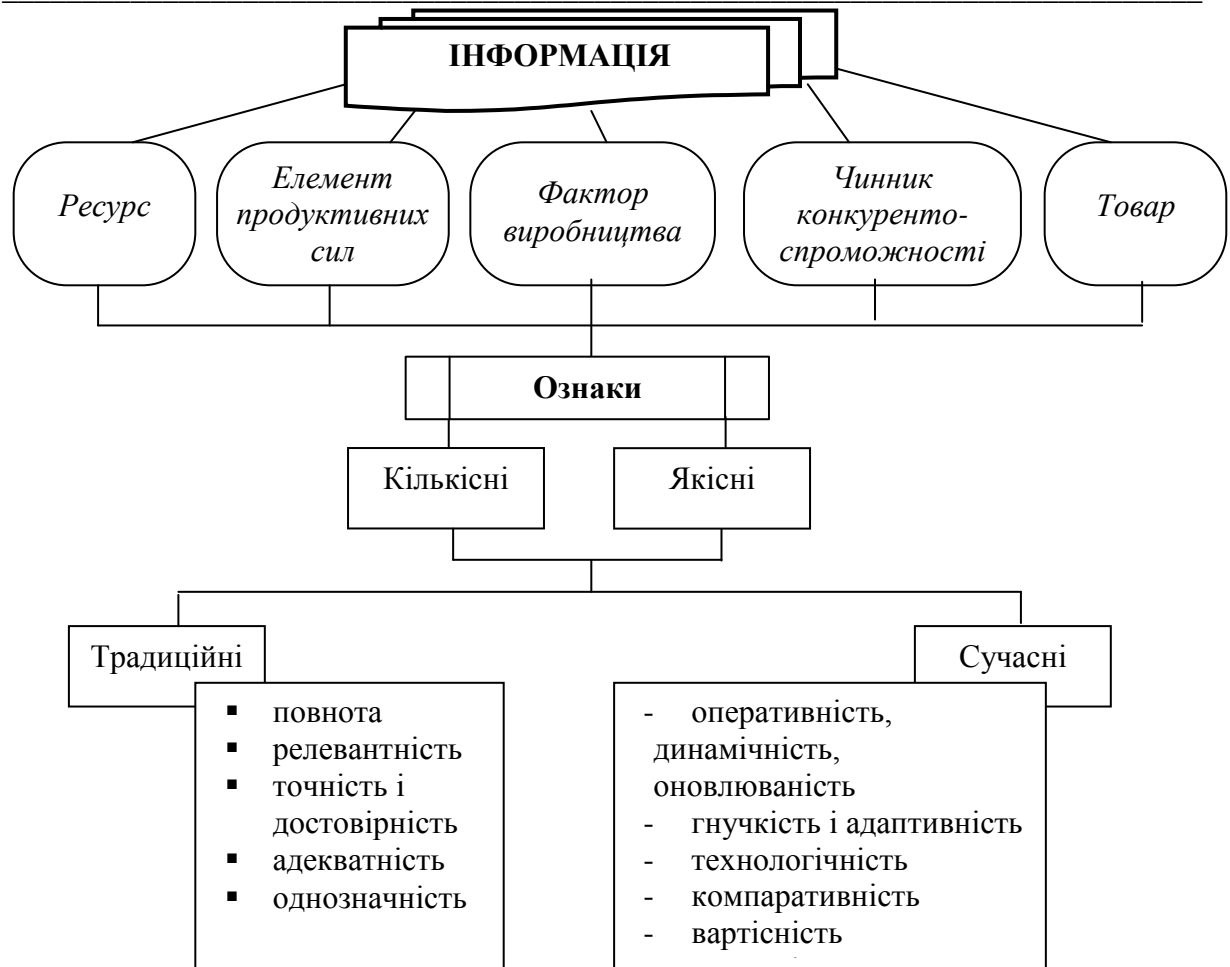 ІНФОРМАЦІЯ
Ресурс
Елемент
продуктивних
сил
Фактор
виробництва
Чинник
конкуренто-
спроможності
Товар
Ознаки
Кількісні
Якісні
Традиційні
Сучасні
▪ повнота
▪ релевантність
▪ точність і
достовірність
▪ адекватність
▪ однозначність
- оперативність,
динамічність,
оновлюваність
- гнучкість і адаптивність
- технологічність
- компаративність
- вартісність